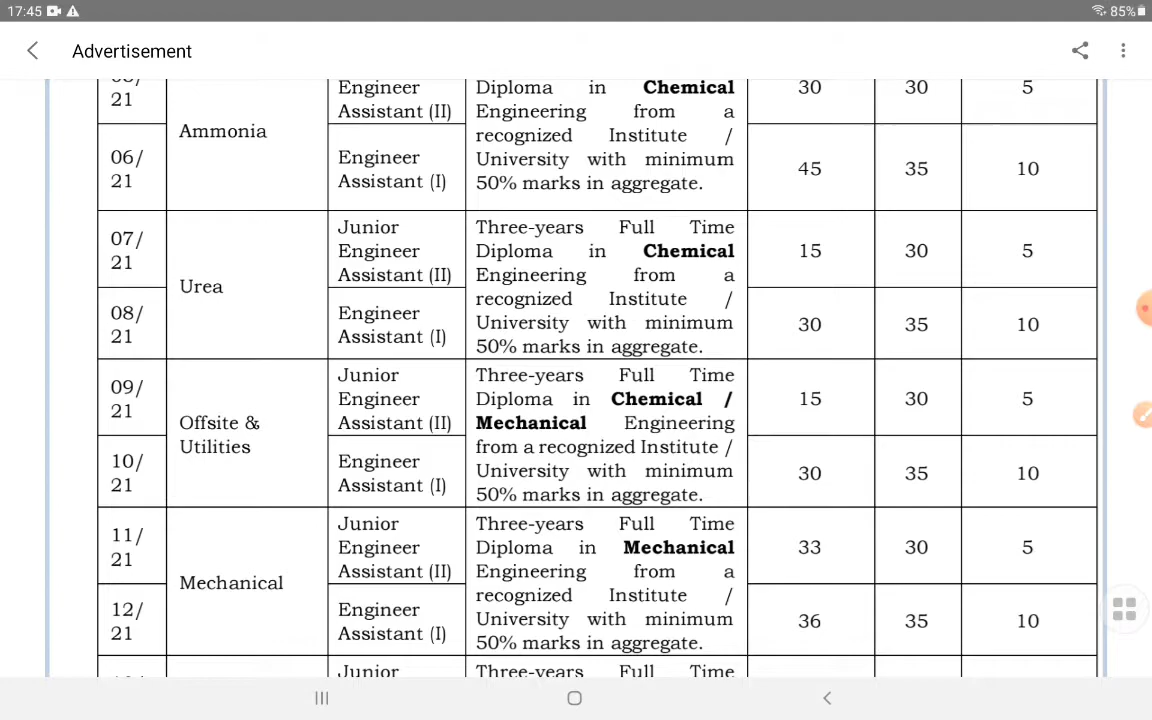 17:45
85%
Advertisement
21
Ammonia
Engineer
Assistant (II)
Diploma in Chemical
Engineering from a
recognized Institute /
University with minimum
50% marks in aggregate.
30
30
5
06/
21
Engineer
Assistant (I)
45
35
10
07/
21
Urea
Junior
Engineer
Assistant (II)
Three-years Full Time
Diploma in Chemical
Engineering from a
recognized Institute /
University with minimum
50% marks in aggregate.
15
30
5
08/
21
Engineer
Assistant (I)
30
35
10
09/
21
Offsite &
Utilities
Junior
Engineer
Assistant (II)
Three-years Full Time
Diploma in Chemical /
Mechanical Engineering
from a recognized Institute /
University with minimum
50% marks in aggregate.
15
30
5
10/
21
Engineer
Assistant (I)
30
35
10
11/
21
Mechanical
Junior
Engineer
Assistant (II)
Three-years Full Time
Diploma in Mechanical
Engineering from a
recognized Institute /
University with minimum
50% marks in aggregate.
33
30
5
12/
21
Engineer
Assistant (I)
36
35
10
Junior
Three-years Full Time